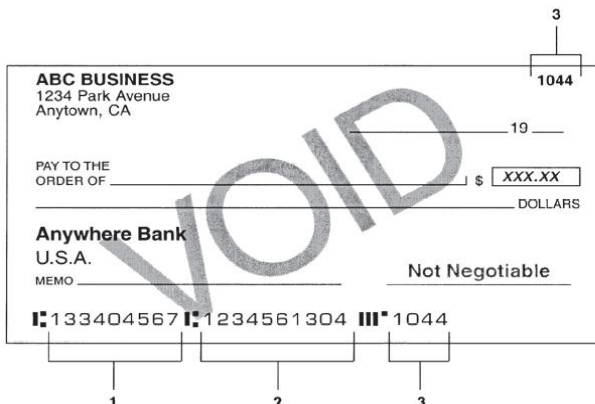 3
1044
ABC BUSINESS
1234 Park Avenue
Anytown, CA
19
PAY TO THE
ORDER OF $ XXX.XX
DOLLARS
VOID
Anywhere Bank
U.S.A.
MEMO
Not Negotiable
⑆133404567⑆1234561304⑈1044
1 2 3